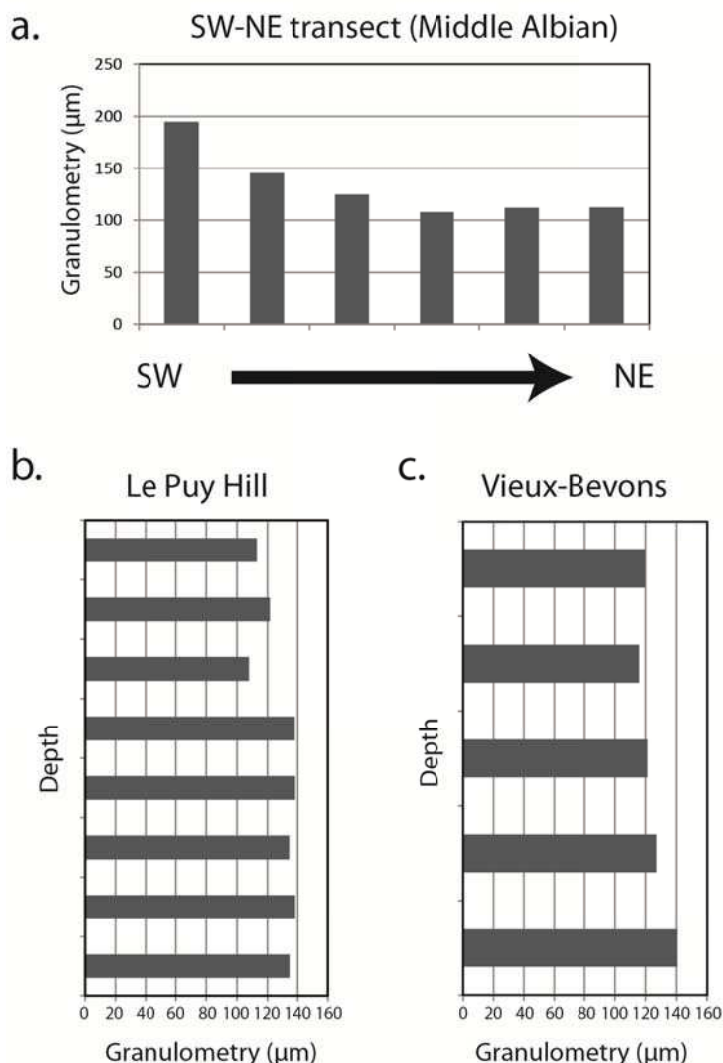 a.
SW-NE transect (Middle Albian)
Granulometry (µm)
250
200
150
100
50
0
SW
NE
b.
Le Puy Hill
Depth
0 20 40 60 80 100 120 140 160
Granulometry (µm)
c.
Vieux-Bevons
Depth
0 20 40 60 80 100 120 140 160
Granulometry (µm)